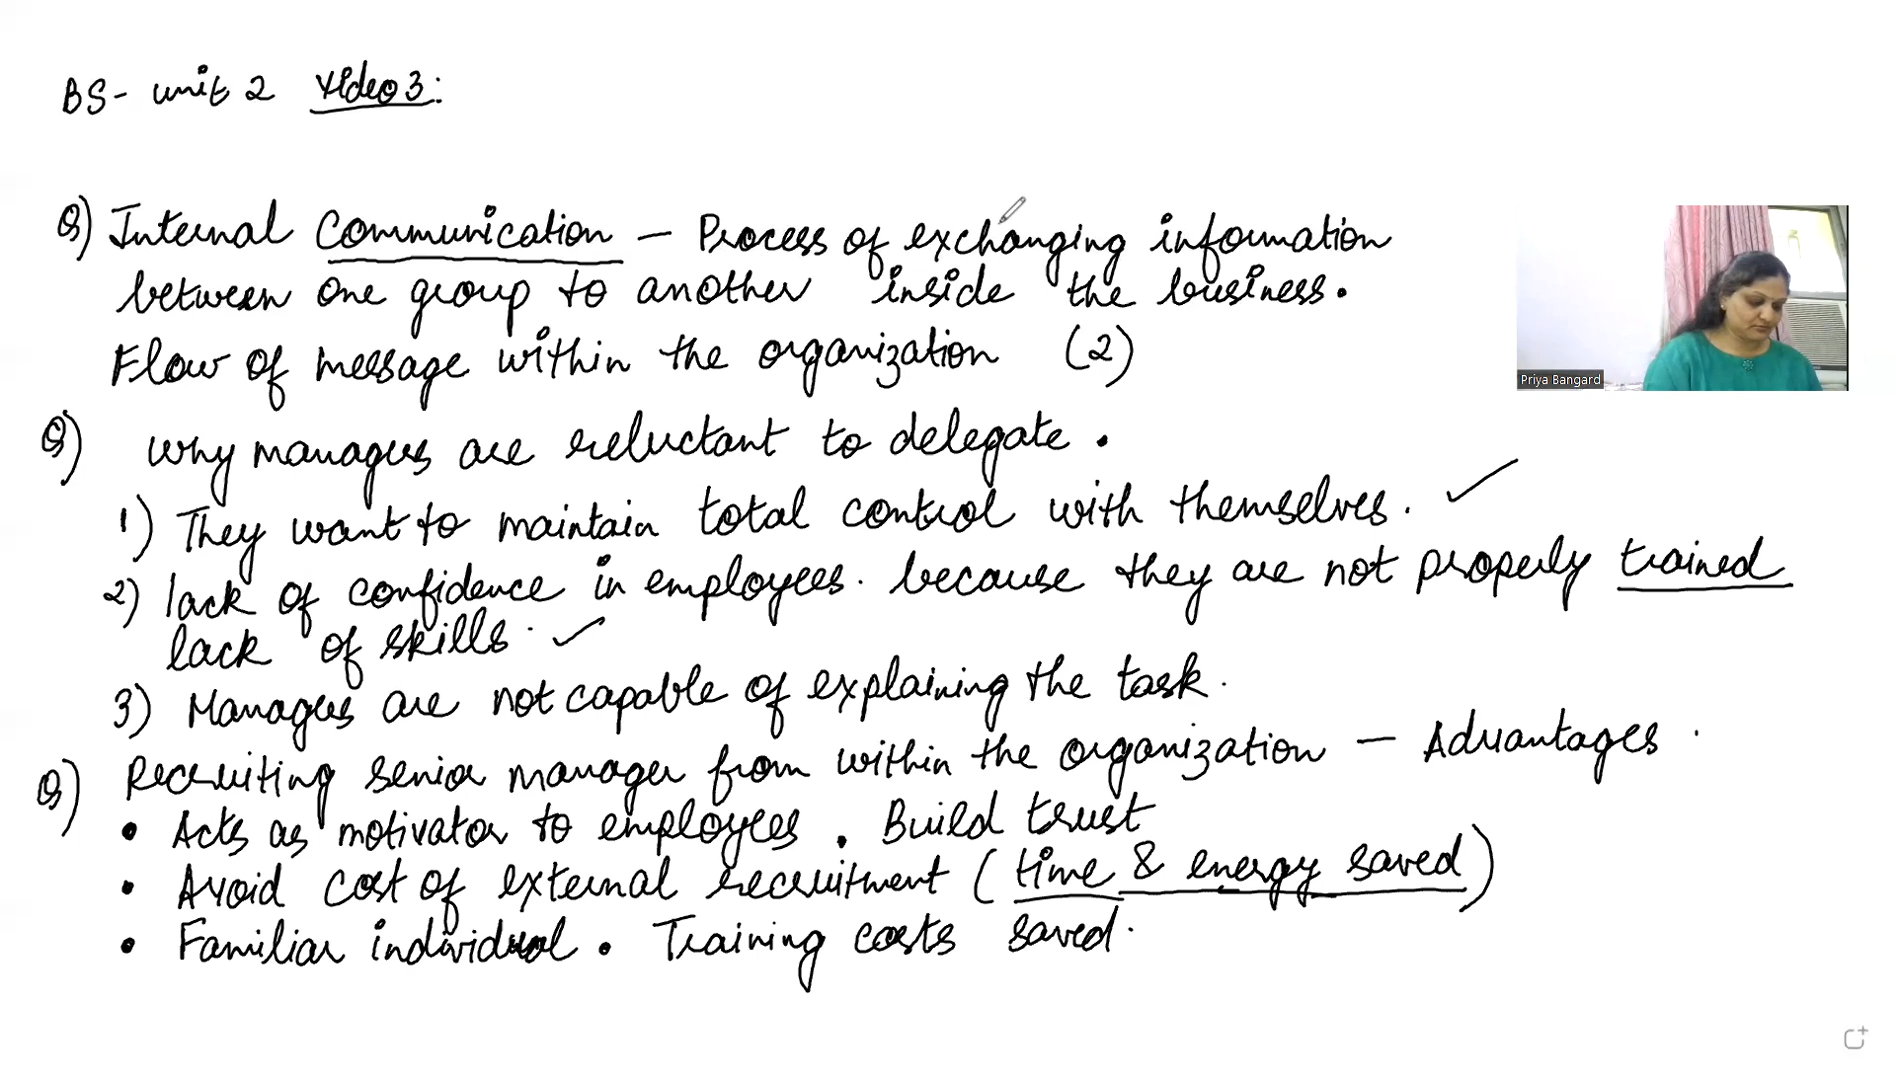 BS- unit 2 Video 3:
Q) Internal Communication — Process of exchanging information
between one group to another inside the business.
Flow of message within the organization (2)
Q) Why managers are reluctant to delegate.
1) They want to maintain total control with themselves. ✓
2) lack of confidence in employees. because they are not properly trained
lack of skills. ✓
3) Managers are not capable of explaining the task.
Q) Recruiting senior manager from within the organization — Advantages.
• Acts as motivator to employees. Build trust
• Avoid cost of external recruitment (time & energy saved)
• Familiar individual. Training costs saved.
Priya Bangard